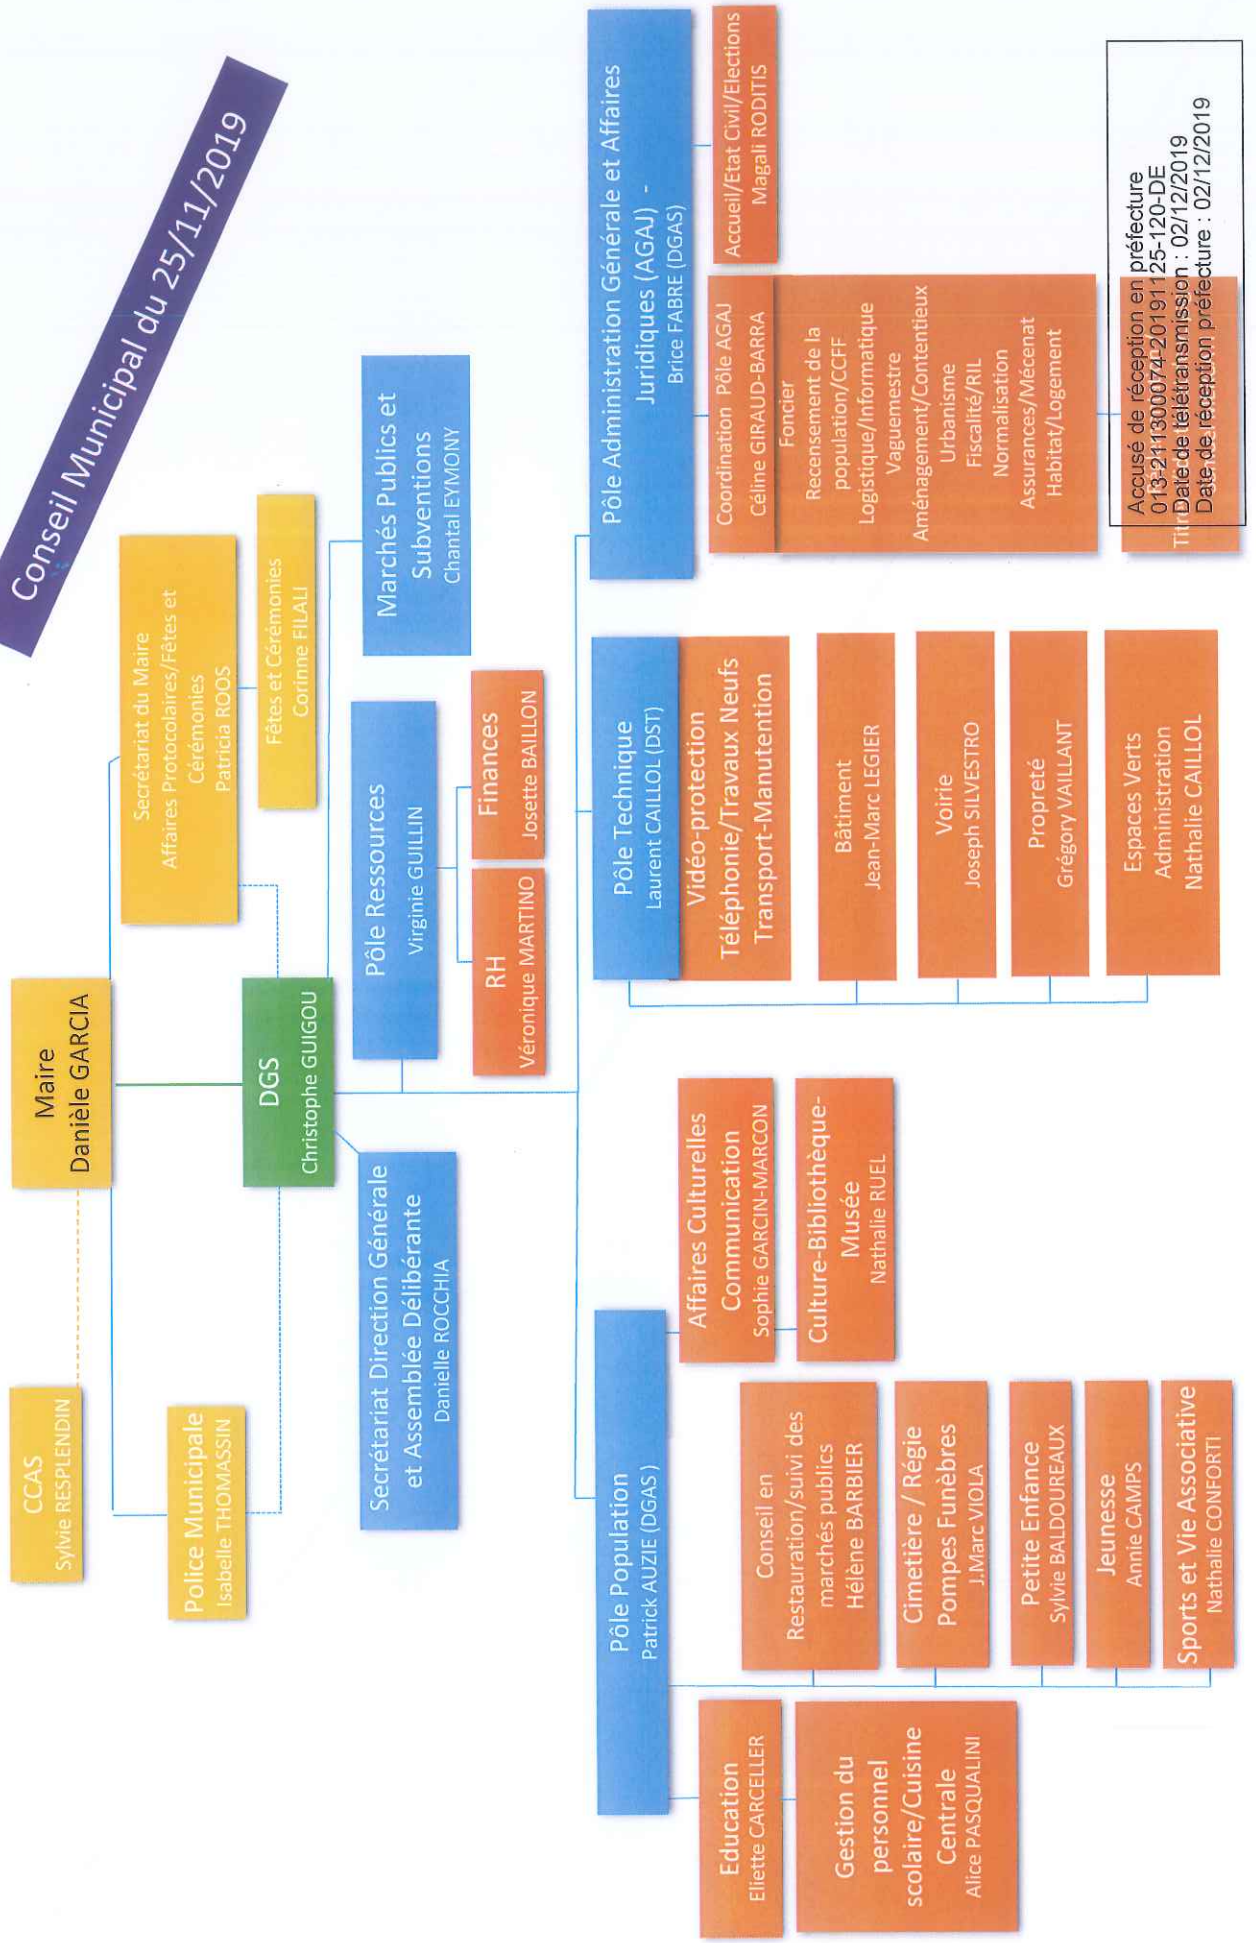 Conseil Municipal du 25/11/2019
Maire
Danièle GARCIA
CCAS
Sylvie RESPLENDIN
Police Municipale
Isabelle THOMASSIN
Secrétariat du Maire
Affaires Protocolaires/Fêtes et
Cérémonies
Patricia ROOS
Fêtes et Cérémonies
Corinne FILALI
DGS
Christophe GUIGOU
Secrétariat Direction Générale
et Assemblée Délibérante
Danielle ROCCHIA
Pôle Ressources
Virginie GUILLIN
RH
Véronique MARTINO
Finances
Josette BAILLON
Marchés Publics et
Subventions
Chantal EYMONY
Pôle Population
Patrick AUZIE (DGAS )
Education
Eliette CARCELLER
Gestion du
personnel
scolaire/Cuisine
Centrale
Alice PASQUALINI
Conseil en
Restauration/suivi des
marchés publics
Hélène BARBIER
Cimetière / Régie
Pompes Funèbres
J.Marc VIOLA
Petite Enfance
Sylvie BALDOUREAUX
Jeunesse
Annie CAMPS
Sports et Vie Associative
Nathalie CONFORTI
Affaires Culturelles
Communication
Sophie GARCIN-MARCON
Culture-Bibliothèque-
Musée
Nathalie RUEL
Pôle Technique
Laurent CAILLOL (DST)
Vidéo-protection
Téléphonie/Travaux Neufs
Transport-Manutention
Bâtiment
Jean-Marc LEGIER
Voirie
Joseph SILVESTRO
Propreté
Grégory VAILLANT
Espaces Verts
Administration
Nathalie CAILLOL
Pôle Administration Générale et Affaires
Juridiques (AGAJ) -
Brice FABRE (DGAS)
Coordination Pôle AGAJ
Céline GIRAUD-BARRA
Foncier
Recensement de la
population/CCFF
Logistique/Informatique
Vaguemestre
Aménagement/Contentieux
Urbanisme
Fiscalité/RIL
Normalisation
Assurances/Mécenat
Habitat/Logement
Accueil/Etat Civil/Elections
Magali RODITIS
Accusé de réception en préfecture
013-211300074-20191125-120-DE
Date de télétransmission : 02/12/2019
Date de réception préfecture : 02/12/2019